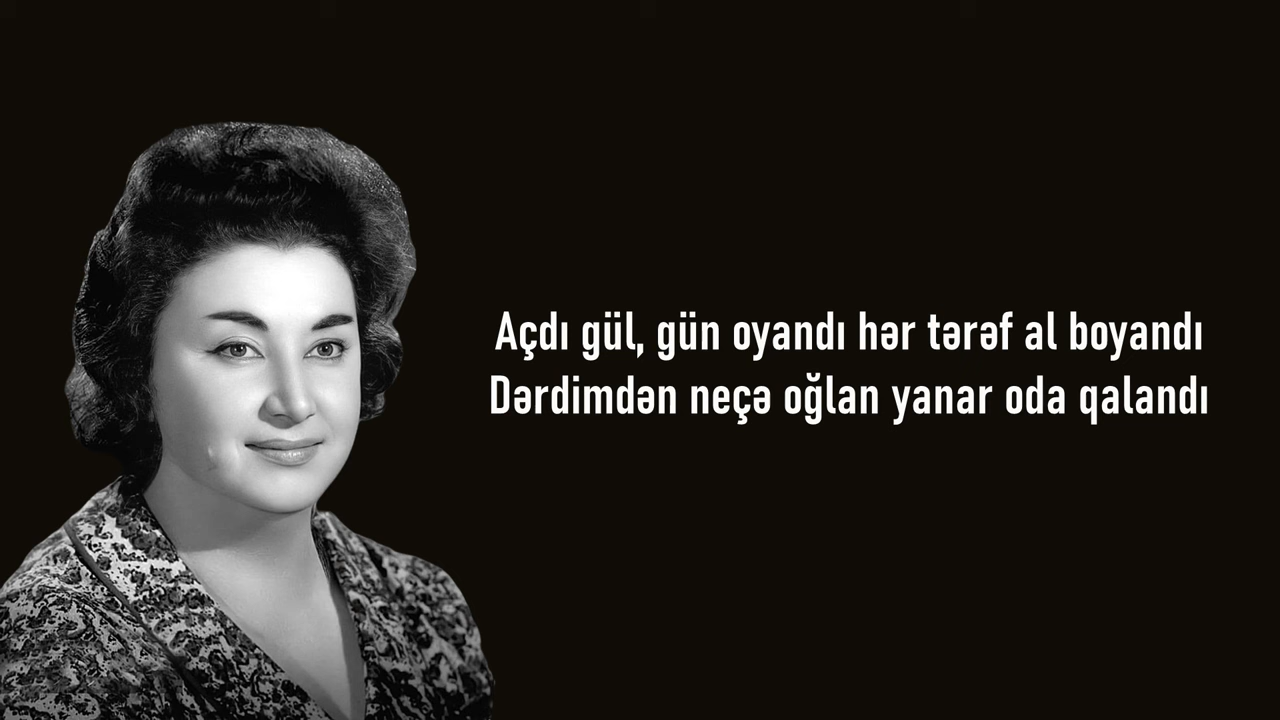 Açdı gül, gün oyandı hər tərəf al boyandı
Dərdimdən neçə oğlan yanar oda qalandı